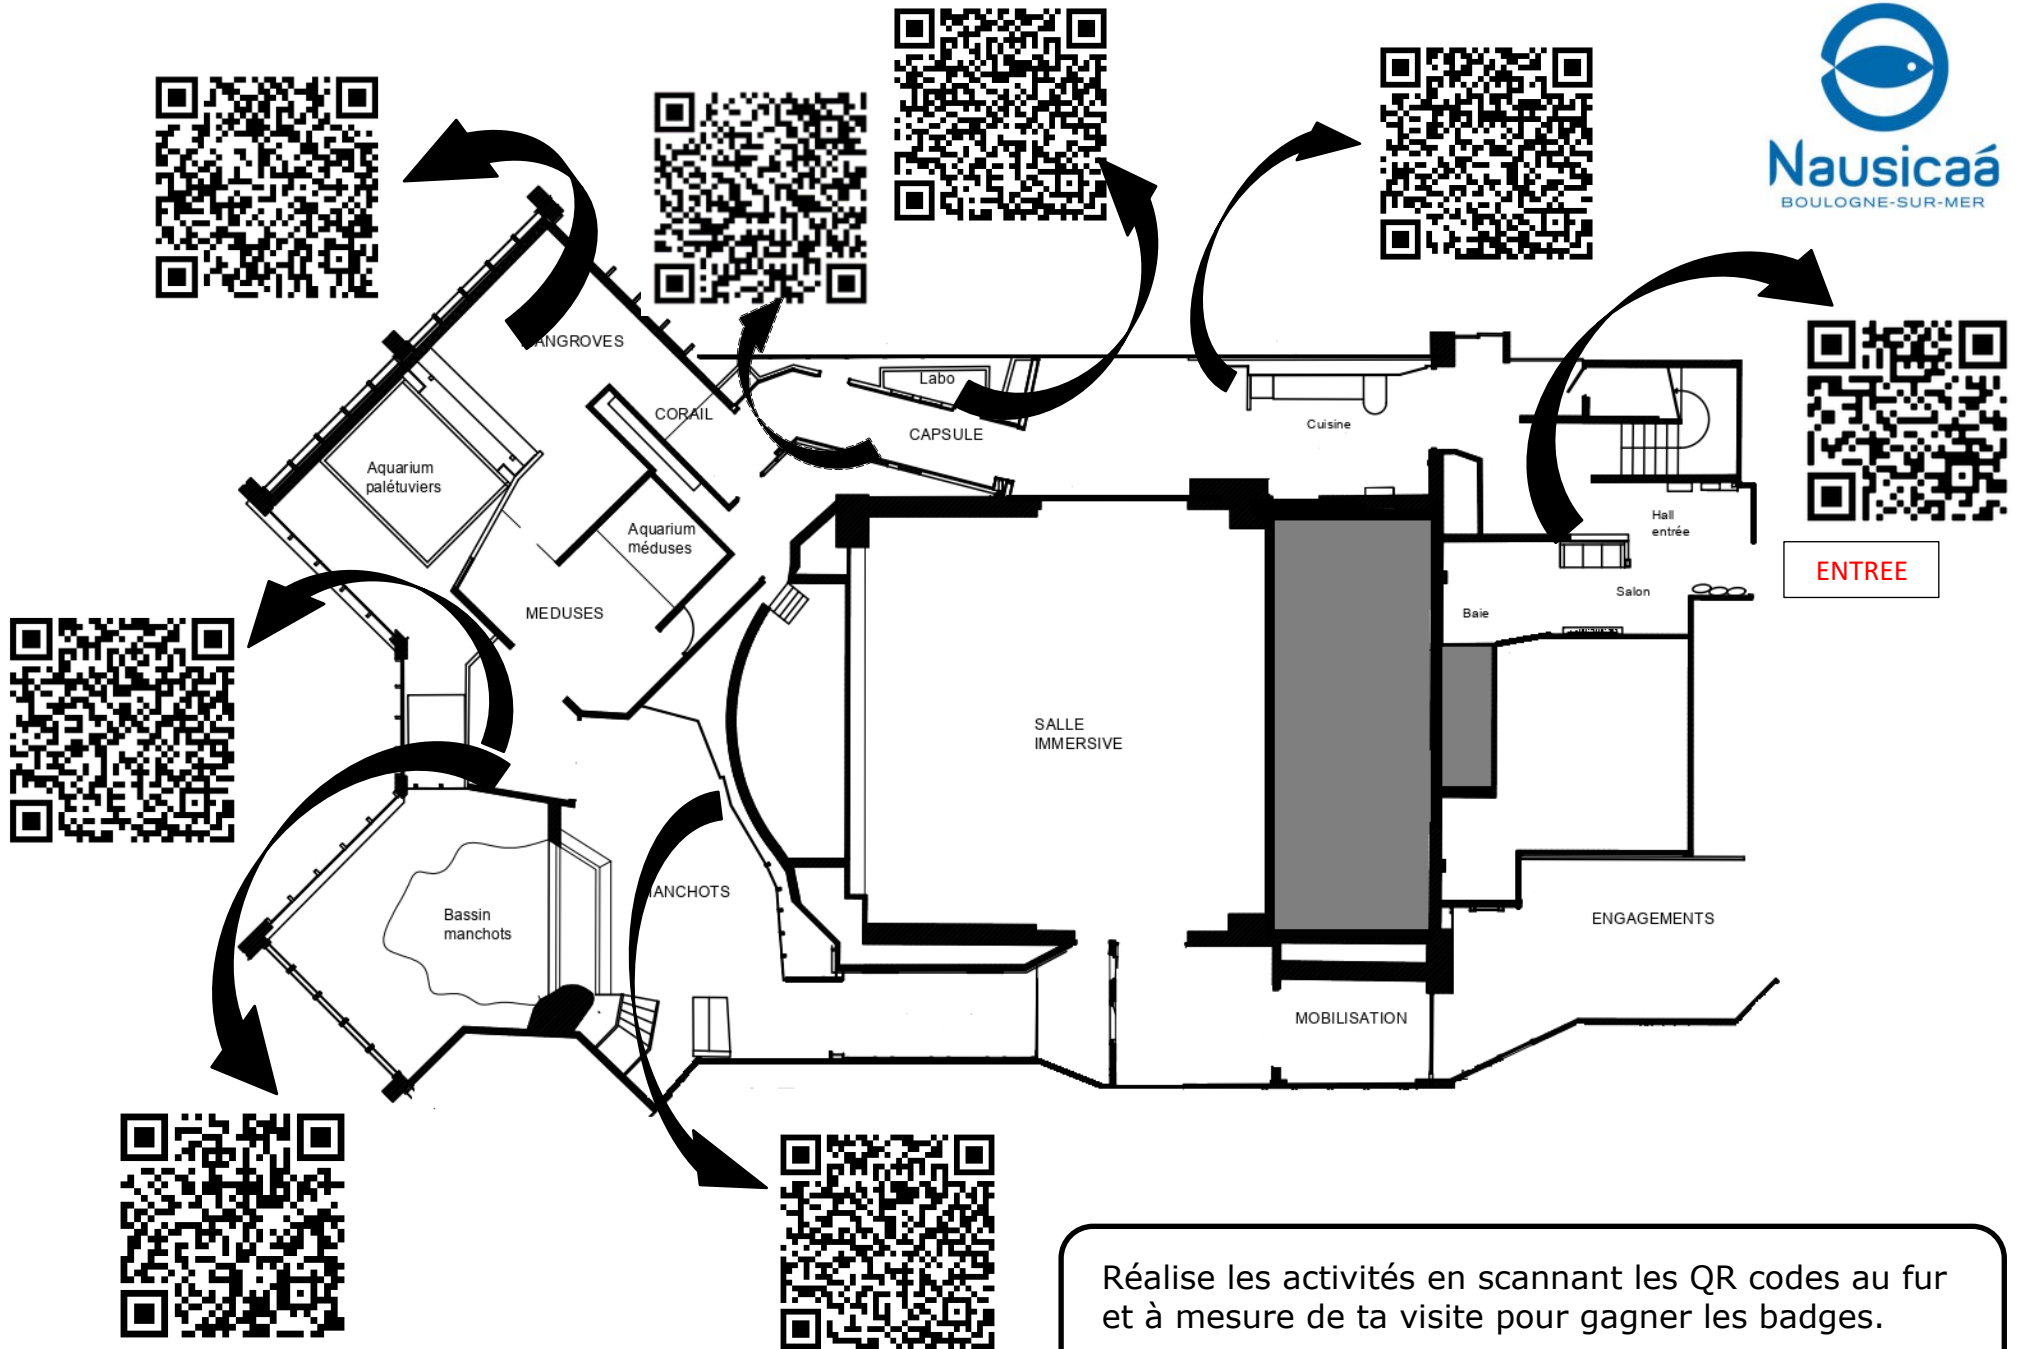 Nausicaá
BOULOGNE-SUR-MER
ANGROVES
Labo
CORAIL
CAPSULE
Cuisine
Aquarium
palétuviers
Aquarium
méduses
Hall
entrée
ENTREE
Salon
Baie
MEDUSES
SALLE
IMMERSIVE
ANCHOTS
Bassin
manchots
ENGAGEMENTS
MOBILISATION
Réalise les activités en scannant les QR codes au fur
et à mesure de ta visite pour gagner les badges.